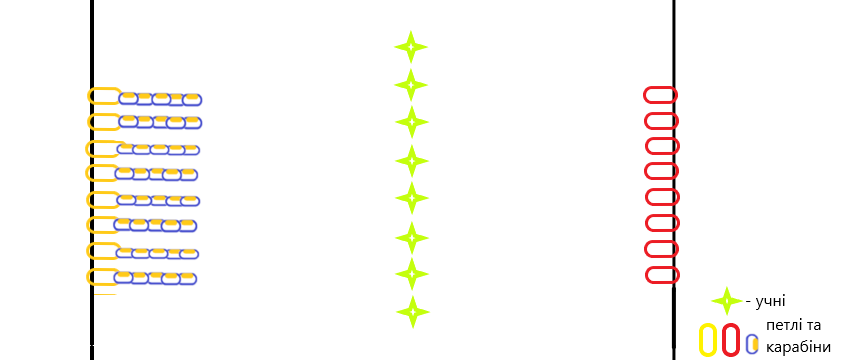 - учні
петлі та
карабіни